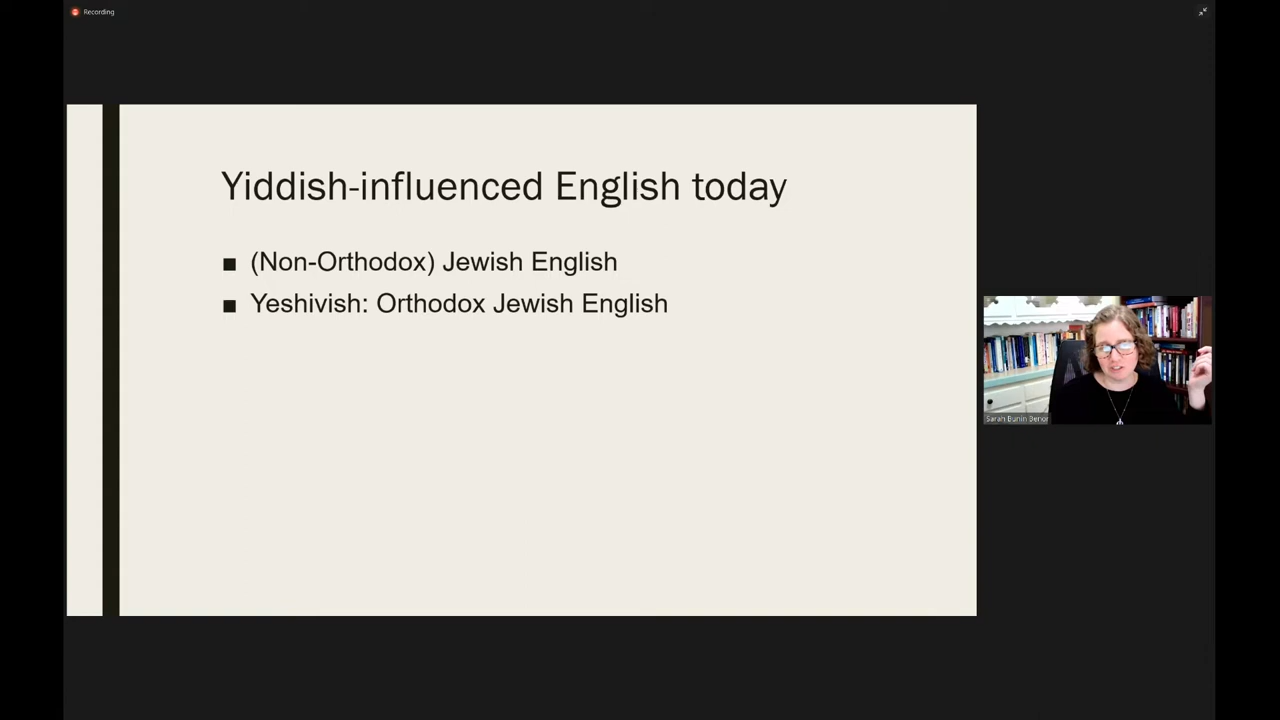 Recording
Yiddish-influenced English today
■ (Non-Orthodox) Jewish English
■ Yeshivish: Orthodox Jewish English
Sarah Bunin Benor